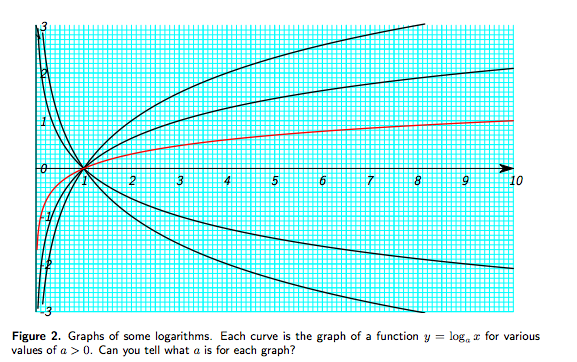 3
2
1
0
1 2 3 4 5 6 7 8 9 10
-1
-2
-3
Figure 2. Graphs of some logarithms. Each curve is the graph of a function y = logₐ x for various
values of a > 0. Can you tell what a is for each graph?